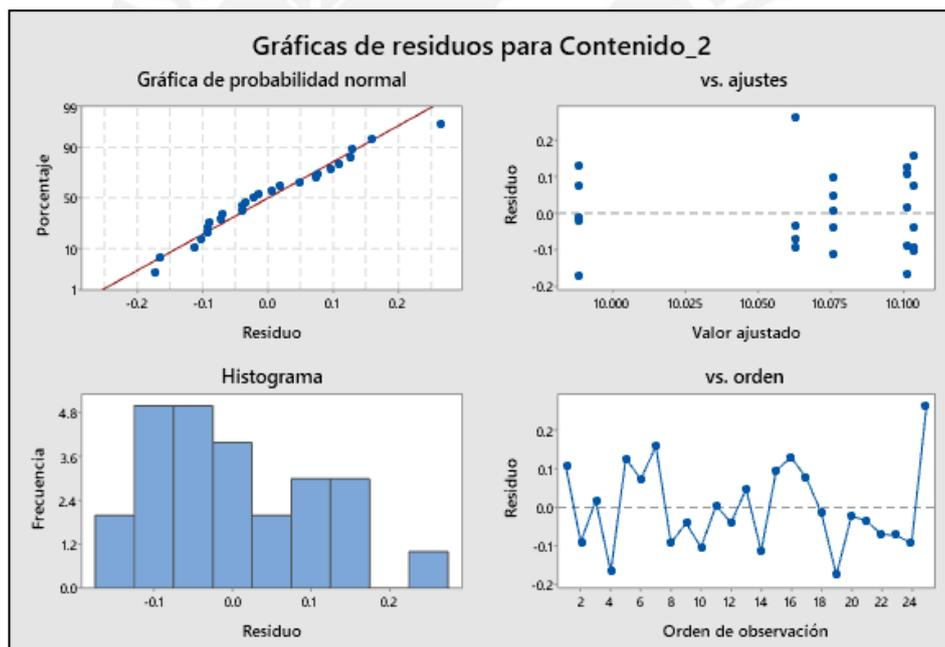 Gráficas de residuos para Contenido_2
Gráfica de probabilidad normal
99
90
50
10
1
Porcentaje
-0.2 -0.1 0.0 0.1 0.2
Residuo
vs. ajustes
0.2
0.1
0.0
-0.1
-0.2
Residuo
10.000 10.025 10.050 10.075 10.100
Valor ajustado
Histograma
4.8
3.6
2.4
1.2
0.0
Frecuencia
-0.1 0.0 0.1 0.2
Residuo
vs. orden
0.2
0.1
0.0
-0.1
-0.2
Residuo
2 4 6 8 10 12 14 16 18 20 22 24
Orden de observación